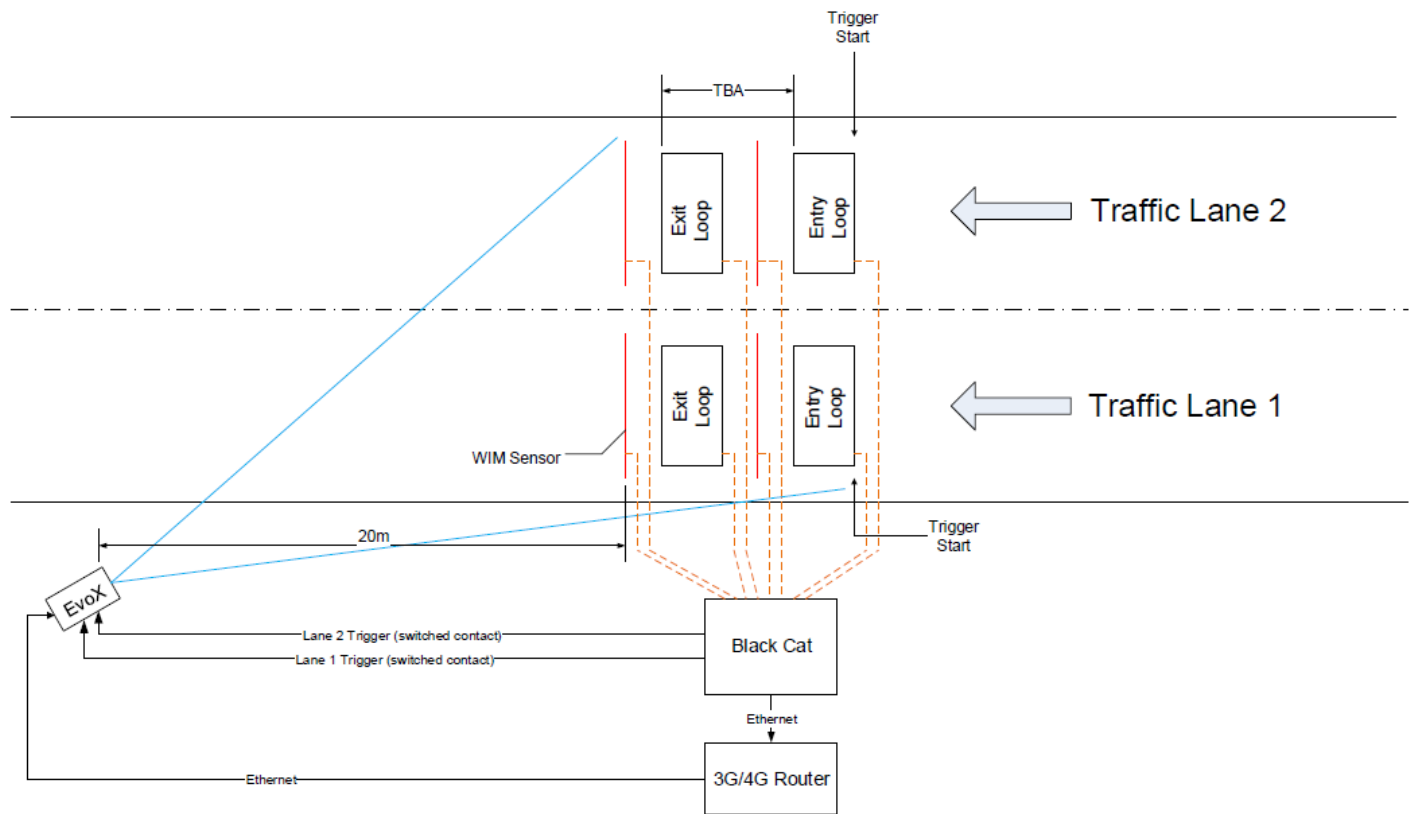 Trigger
Start
TBA
Exit
Loop
Entry
Loop
Traffic Lane 2
Exit
Loop
Entry
Loop
Traffic Lane 1
WIM Sensor
20m
Trigger
Start
EvoX
Lane 2 Trigger (switched contact)
Lane 1 Trigger (switched contact)
Black Cat
Ethernet
Ethernet
3G/4G Router